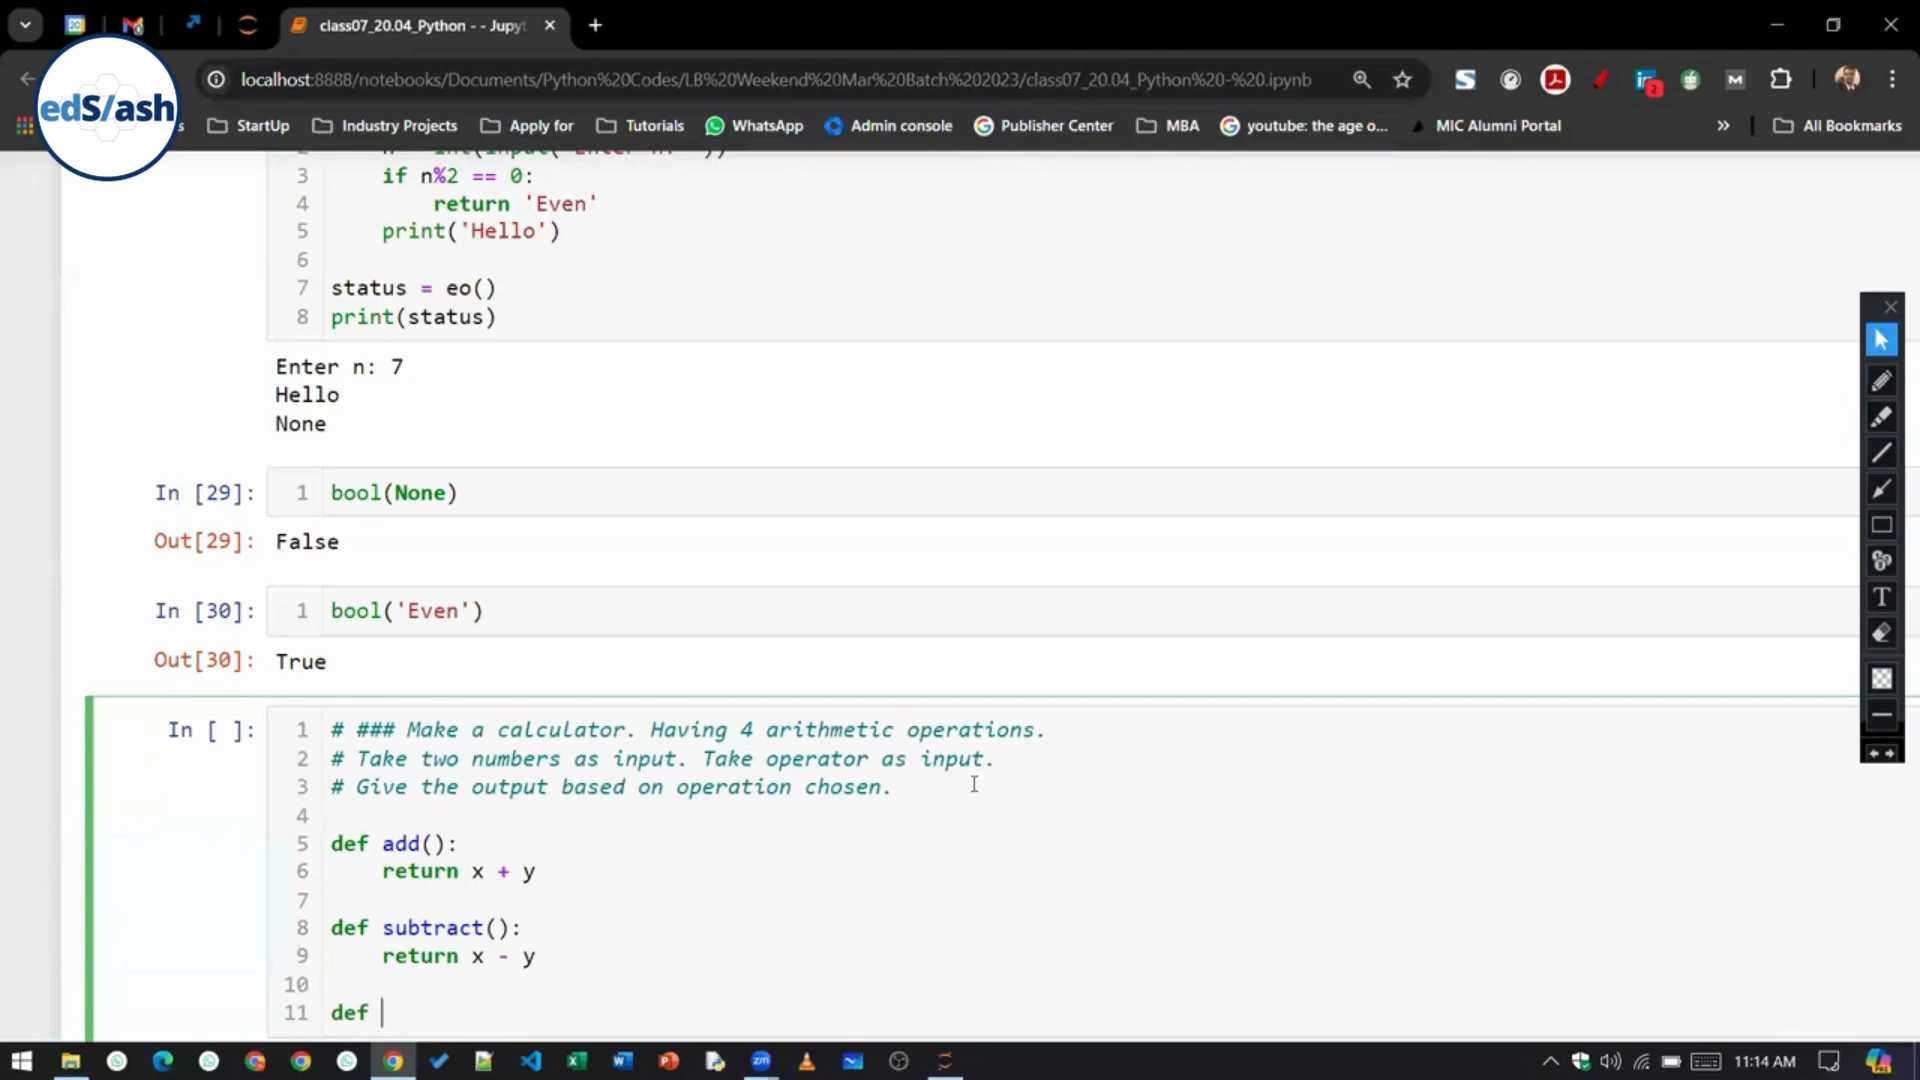 class07_20.04_Python - - Jupyt
localhost:8888/notebooks/Documents/Python%20Codes/LB%20Weekend%20Mar%20Batch%202023/class07_20.04_Python%20-%20.ipynb
edS/ash
StartUp
Industry Projects
Apply for
Tutorials
WhatsApp
Admin console
Publisher Center
MBA
youtube: the age o...
MIC Alumni Portal
All Bookmarks
3 if n%2 == 0:
4 return 'Even'
5 print('Hello')
6
7 status = eo()
8 print(status)
Enter n: 7
Hello
None
In [29]: 1 bool(None)
Out[29]: False
In [30]: 1 bool('Even')
Out[30]: True
In [ ]: 1 # ### Make a calculator. Having 4 arithmetic operations.
2 # Take two numbers as input. Take operator as input.
3 # Give the output based on operation chosen.
4
5 def add():
6 return x + y
7
8 def subtract():
9 return x - y
10
11 def
11:14 AM